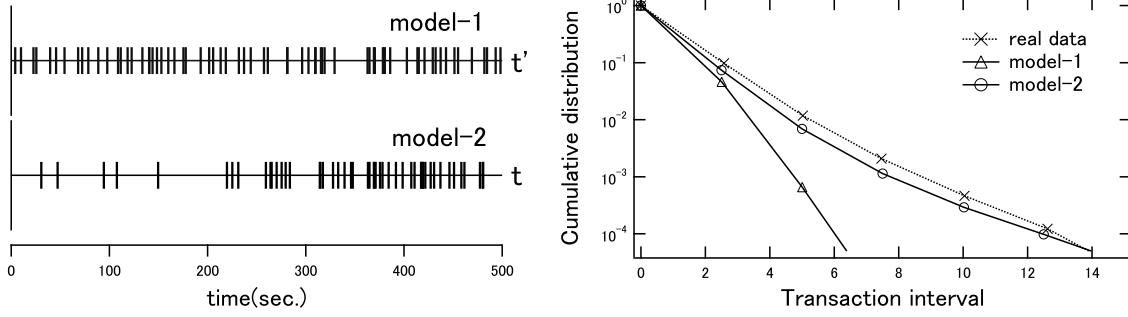 model-1
t'
model-2
t
0 100 200 300 400 500
time(sec.)
Cumulative distribution
10^0
10^-1
10^-2
10^-3
10^-4
real data
model-1
model-2
0 2 4 6 8 10 12 14
Transaction interval